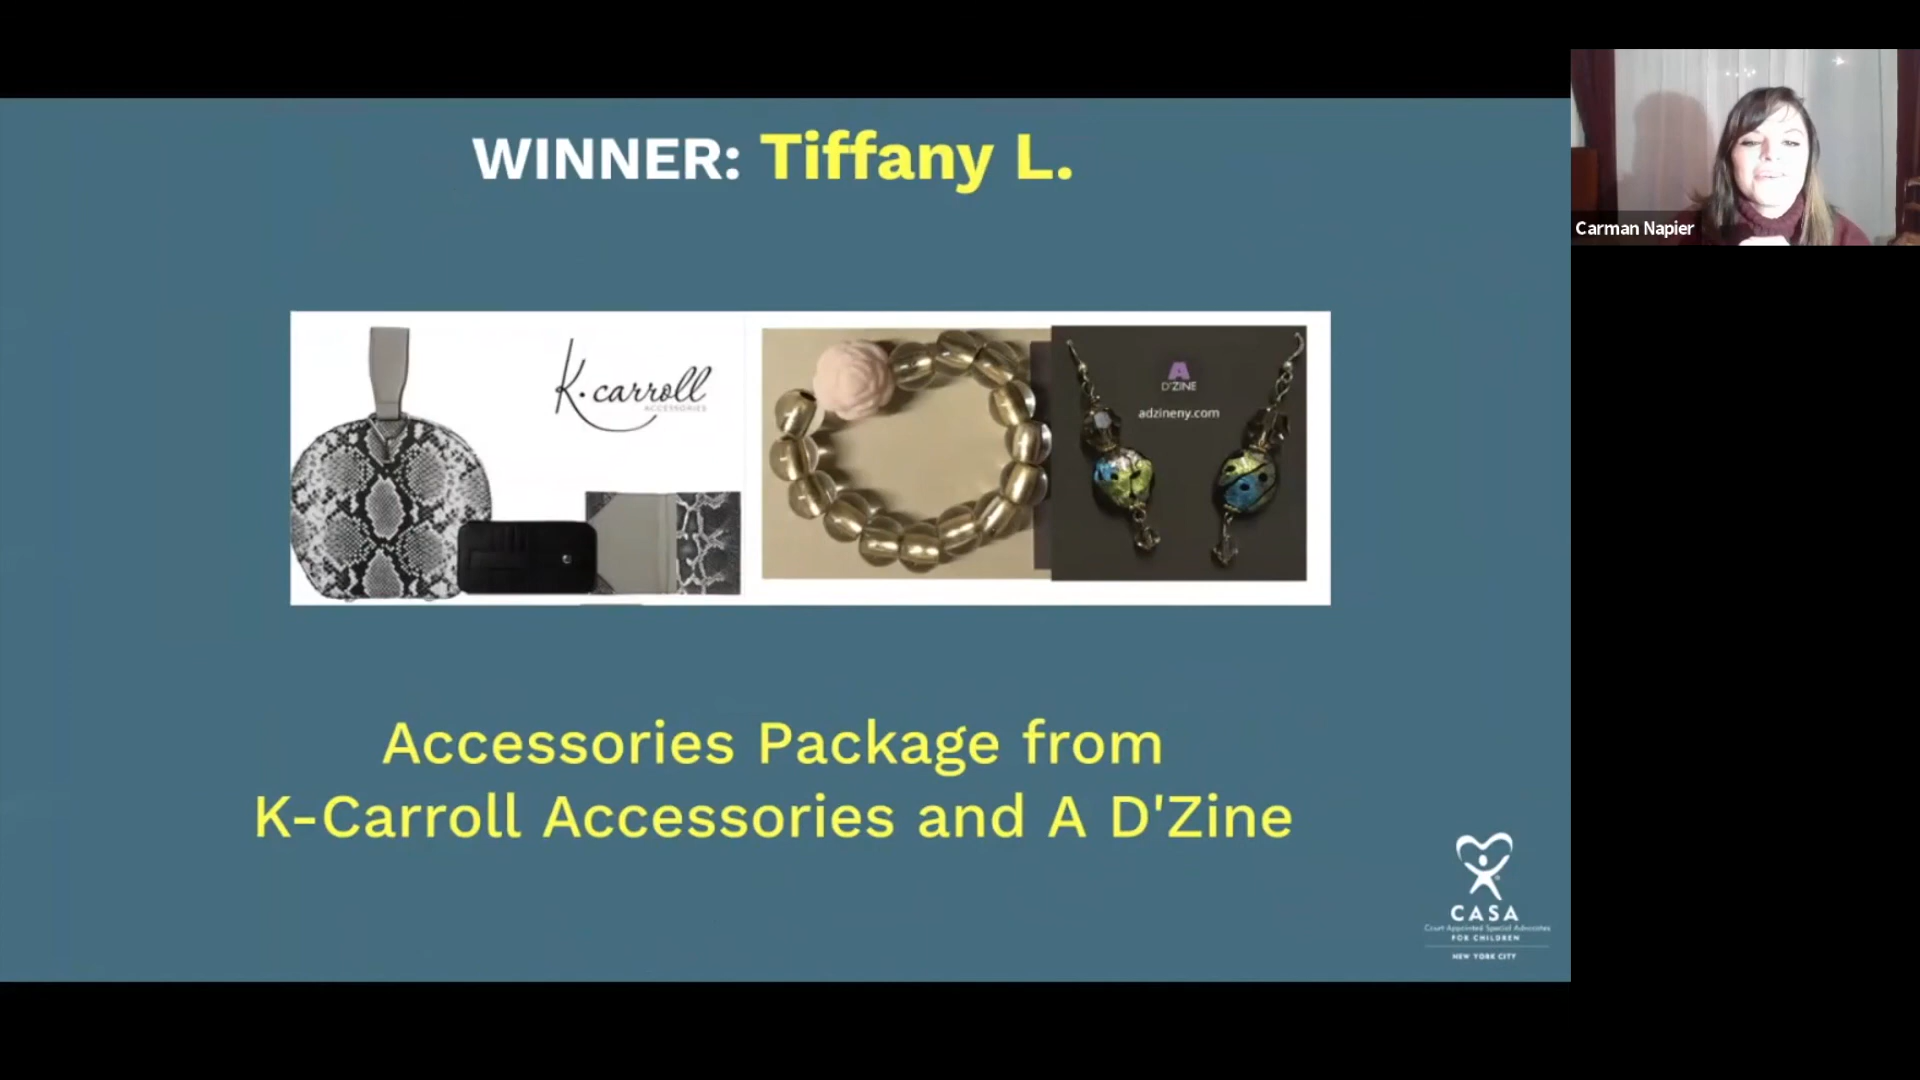 WINNER: Tiffany L.
K. carroll
ACCESSORIES
A
D'ZINE
adzineny.com
Accessories Package from
K-Carroll Accessories and A D'Zine
CASA
Court Appointed Special Advocates
FOR CHILDREN
NEW YORK CITY
Carman Napier